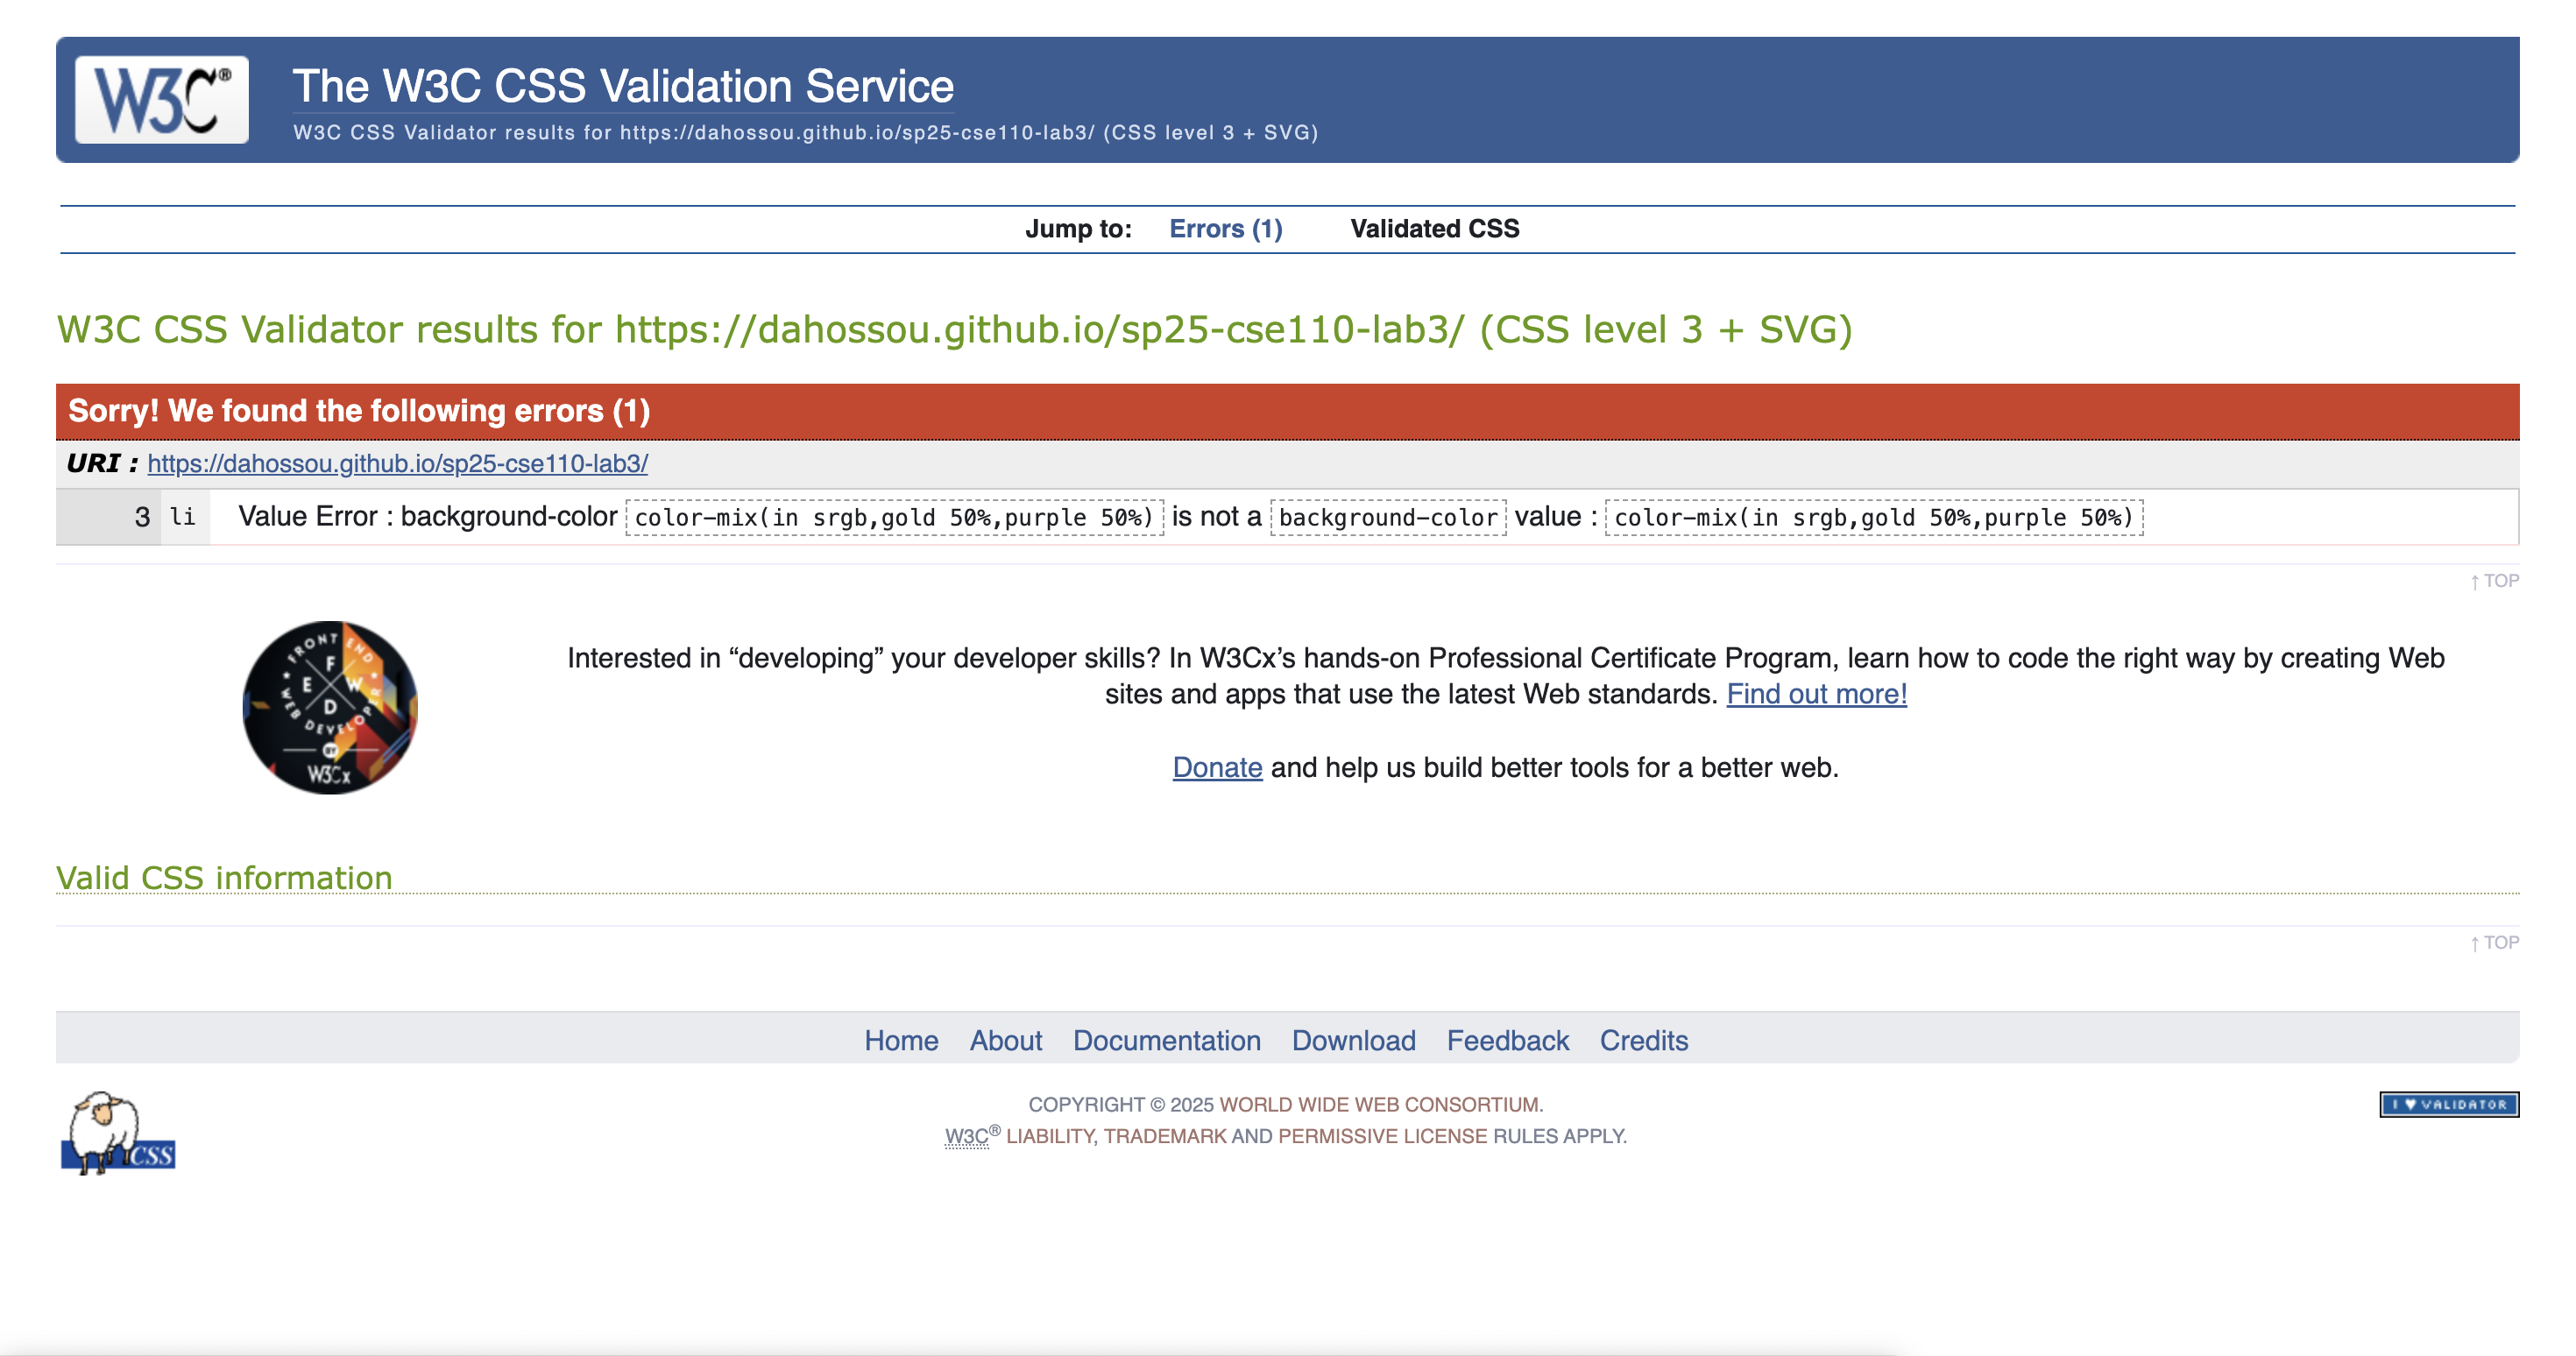 W3C®
The W3C CSS Validation Service
W3C CSS Validator results for https://dahossou.github.io/sp25-cse110-lab3/ (CSS level 3 + SVG)
Jump to: Errors (1) Validated CSS
W3C CSS Validator results for https://dahossou.github.io/sp25-cse110-lab3/ (CSS level 3 + SVG)
Sorry! We found the following errors (1)
URI : https://dahossou.github.io/sp25-cse110-lab3/
3 li Value Error : background-color color-mix(in srgb,gold 50%,purple 50%) is not a background-color value : color-mix(in srgb,gold 50%,purple 50%)
↑ TOP
FRONT END
WEB DEVELOPER
F
E W
D
BY
W3Cx
Interested in “developing” your developer skills? In W3Cx’s hands-on Professional Certificate Program, learn how to code the right way by creating Web
sites and apps that use the latest Web standards. Find out more!
Donate and help us build better tools for a better web.
Valid CSS information
↑ TOP
Home About Documentation Download Feedback Credits
CSS
COPYRIGHT © 2025 WORLD WIDE WEB CONSORTIUM.
W3C® LIABILITY, TRADEMARK AND PERMISSIVE LICENSE RULES APPLY.
I ♥ VALIDATOR